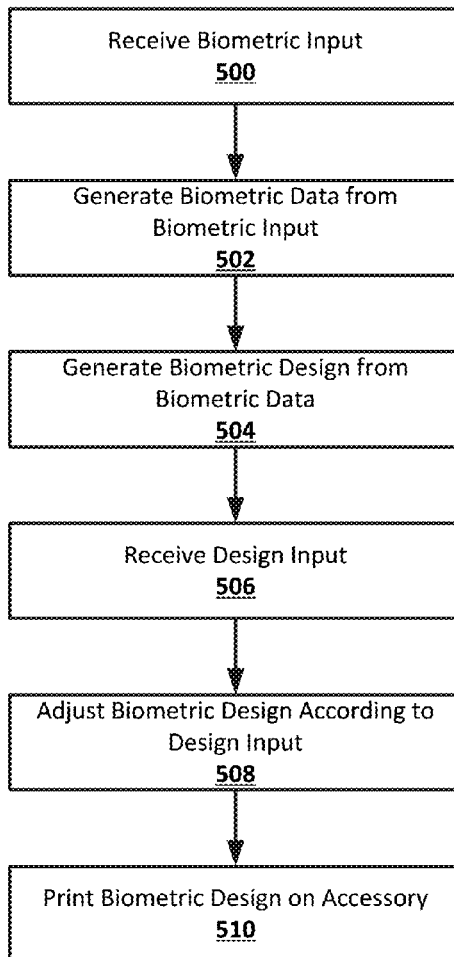 Receive Biometric Input
500
Generate Biometric Data from
Biometric Input
502
Generate Biometric Design from
Biometric Data
504
Receive Design Input
506
Adjust Biometric Design According to
Design Input
508
Print Biometric Design on Accessory
510